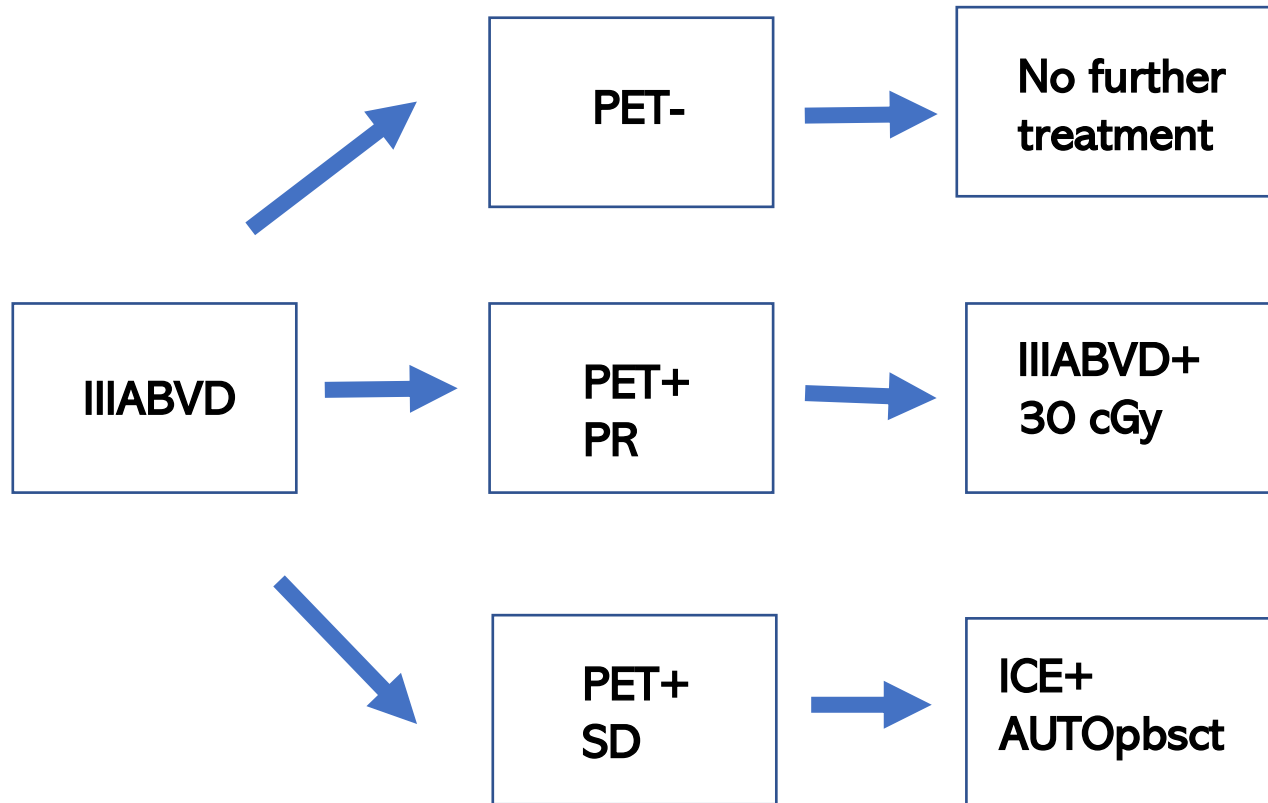 PET-
No further
treatment
IIIABVD
PET+
PR
IIIABVD+
30 cGy
PET+
SD
ICE+
AUTOpbsct